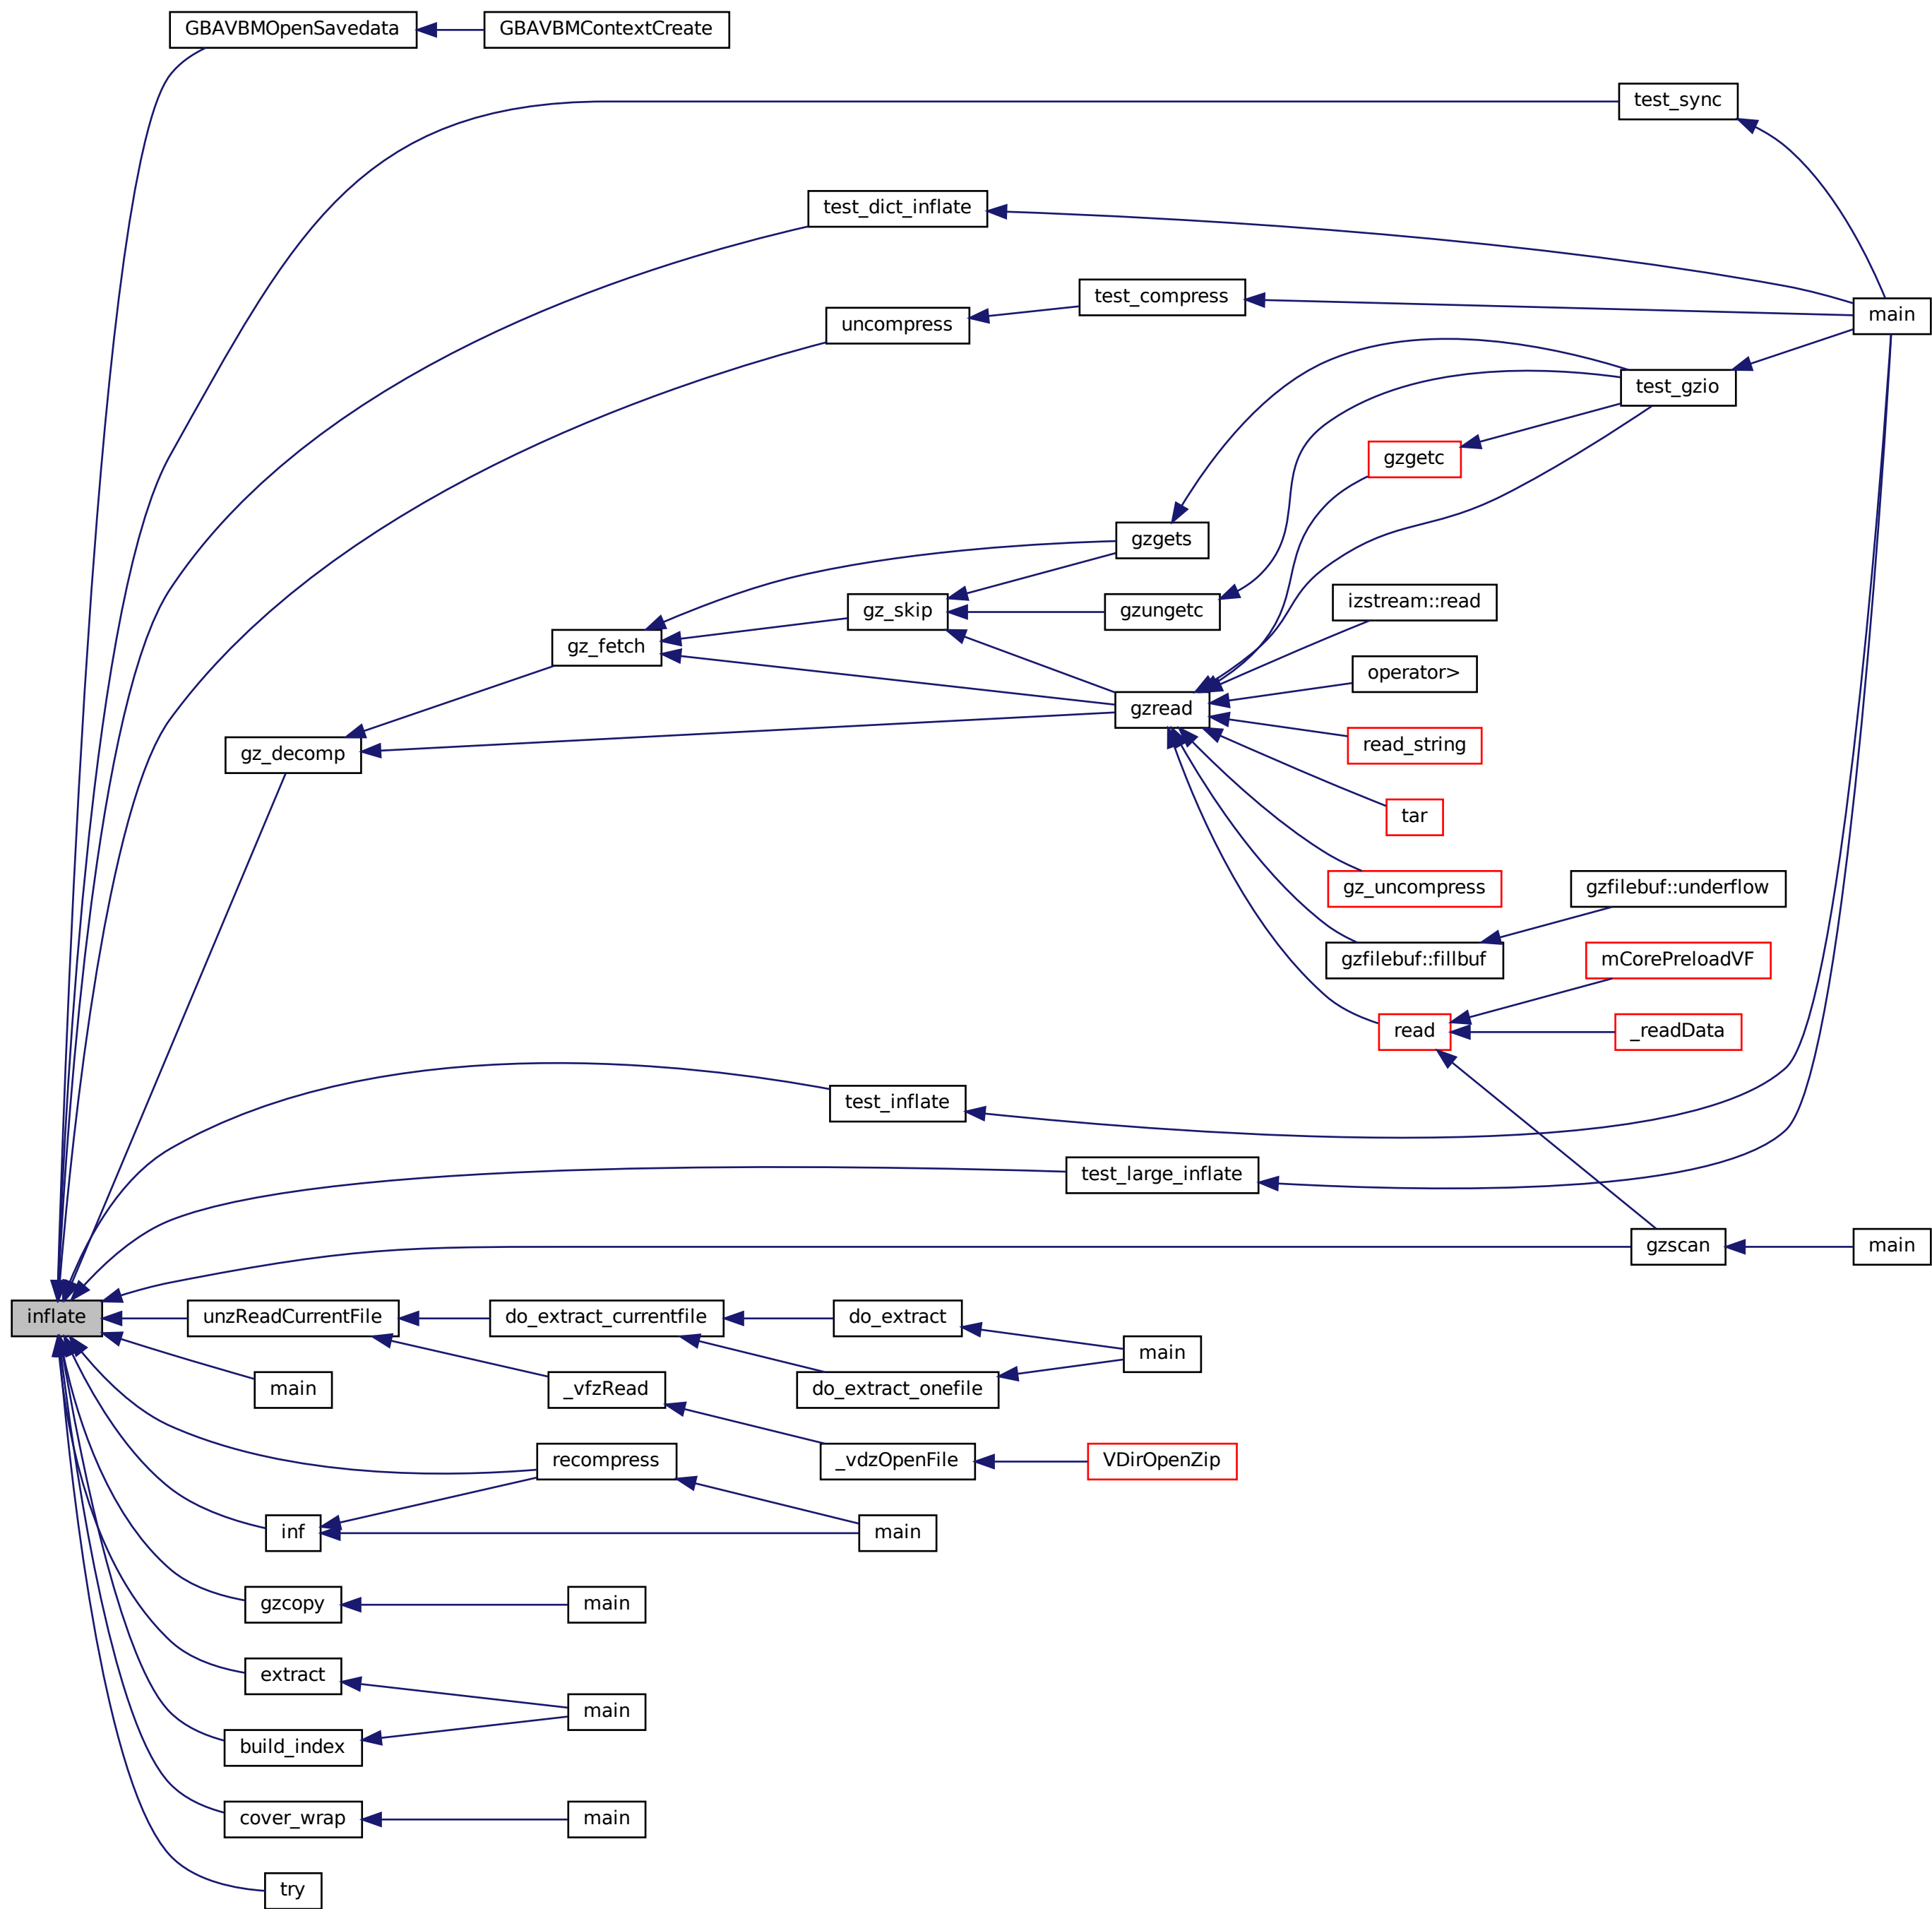 GBAVBMOpenSavedata
GBAVBMContextCreate
test_sync
test_dict_inflate
test_compress
main
uncompress
test_gzio
gzgetc
gzgets
izstream::read
gz_skip
gzungetc
gz_fetch
operator>
gzread
read_string
gz_decomp
tar
gz_uncompress
gzfilebuf::underflow
gzfilebuf::fillbuf
mCorePreloadVF
read
_readData
test_inflate
test_large_inflate
gzscan
main
inflate
unzReadCurrentFile
do_extract_currentfile
do_extract
main
main
_vfzRead
do_extract_onefile
recompress
_vdzOpenFile
VDirOpenZip
inf
main
gzcopy
main
extract
main
build_index
cover_wrap
main
try